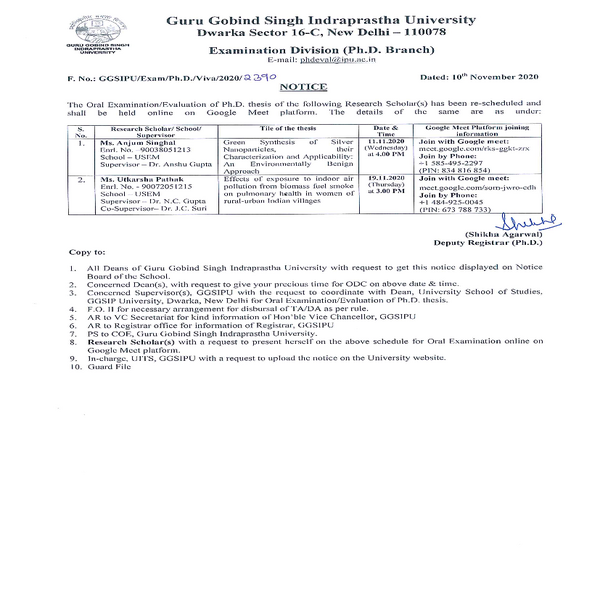 Guru Gobind Singh Indraprastha University
Dwarka Sector 16-C, New Delhi – 110078
Examination Division (Ph.D. Branch)
E-mail: phdeval@ipu.ac.in
GURU GOBIND SINGH
INDRAPRASTHA
UNIVERSITY
F. No.: GGSIPU/Exam/Ph.D./Viva/2020/2390
Dated: 10th November 2020
NOTICE
The Oral Examination/Evaluation of Ph.D. thesis of the following Research Scholar(s) has been re-scheduled and
shall be held online on Google Meet platform. The details of the same are as under:
S. No. | Research Scholar/ School/ Supervisor | Tile of the thesis | Date & Time | Google Meet Platform joining information
1. | Ms. Anjum Singhal | Green Synthesis of Silver | 11.11.2020 | Join with Google meet:
Enrl. No. -90038051213 | Nanoparticles, their | (Wednesday) | meet.google.com/rks-ggkt-zrx
School – USEM | Characterization and Applicability: | at 4.00 PM | Join by Phone:
Supervisor – Dr. Anshu Gupta | An Environmentally Benign | +1 585-495-2297
Approach | (PIN: 834 816 854)
2. | Ms. Utkarsha Pathak | Effects of exposure to indoor air | 19.11.2020 | Join with Google meet:
Enrl. No. - 90072051215 | pollution from biomass fuel smoke | (Thursday) | meet.google.com/som-jwro-edh
School – USEM | on pulmonary health in women of | at 3.00 PM | Join by Phone:
Supervisor – Dr. N.C. Gupta | rural-urban Indian villages | +1 484-925-0045
Co-Supervisor– Dr. J.C. Suri | (PIN: 673 788 733)
(Shikha Agarwal)
Deputy Registrar (Ph.D.)
Copy to:
1. All Deans of Guru Gobind Singh Indraprastha University with request to get this notice displayed on Notice
Board of the School.
2. Concerned Dean(s), with request to give your precious time for ODC on above date & time.
3. Concerned Supervisor(s), GGSIPU with the request to coordinate with Dean, University School of Studies,
GGSIP University, Dwarka, New Delhi for Oral Examination/Evaluation of Ph.D. thesis.
4. F.O. II for necessary arrangement for disbursal of TA/DA as per rule.
5. AR to VC Secretariat for kind information of Hon'ble Vice Chancellor, GGSIPU
6. AR to Registrar office for information of Registrar, GGSIPU
7. PS to COE, Guru Gobind Singh Indraprastha University.
8. Research Scholar(s) with a request to present herself on the above schedule for Oral Examination online on
Google Meet platform.
9. In-charge, UITS, GGSIPU with a request to upload the notice on the University website.
10. Guard File